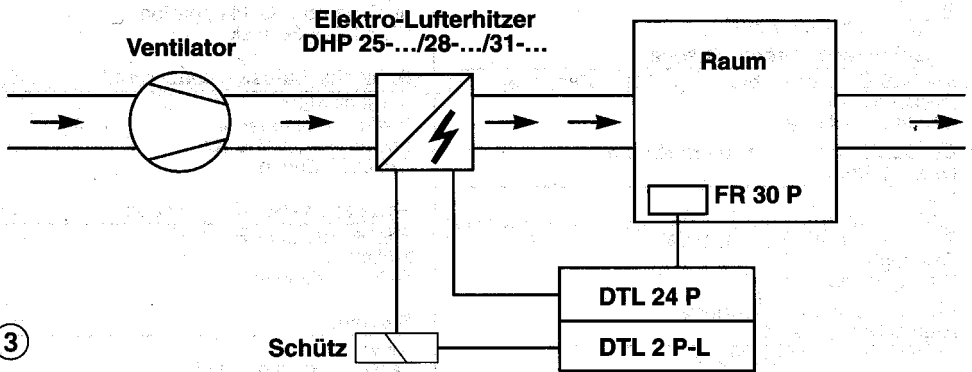 Elektro-Lufterhitzer
DHP 25-.../28-.../31-...
Ventilator
Raum
FR 30 P
DTL 24 P
DTL 2 P-L
Schütz
3